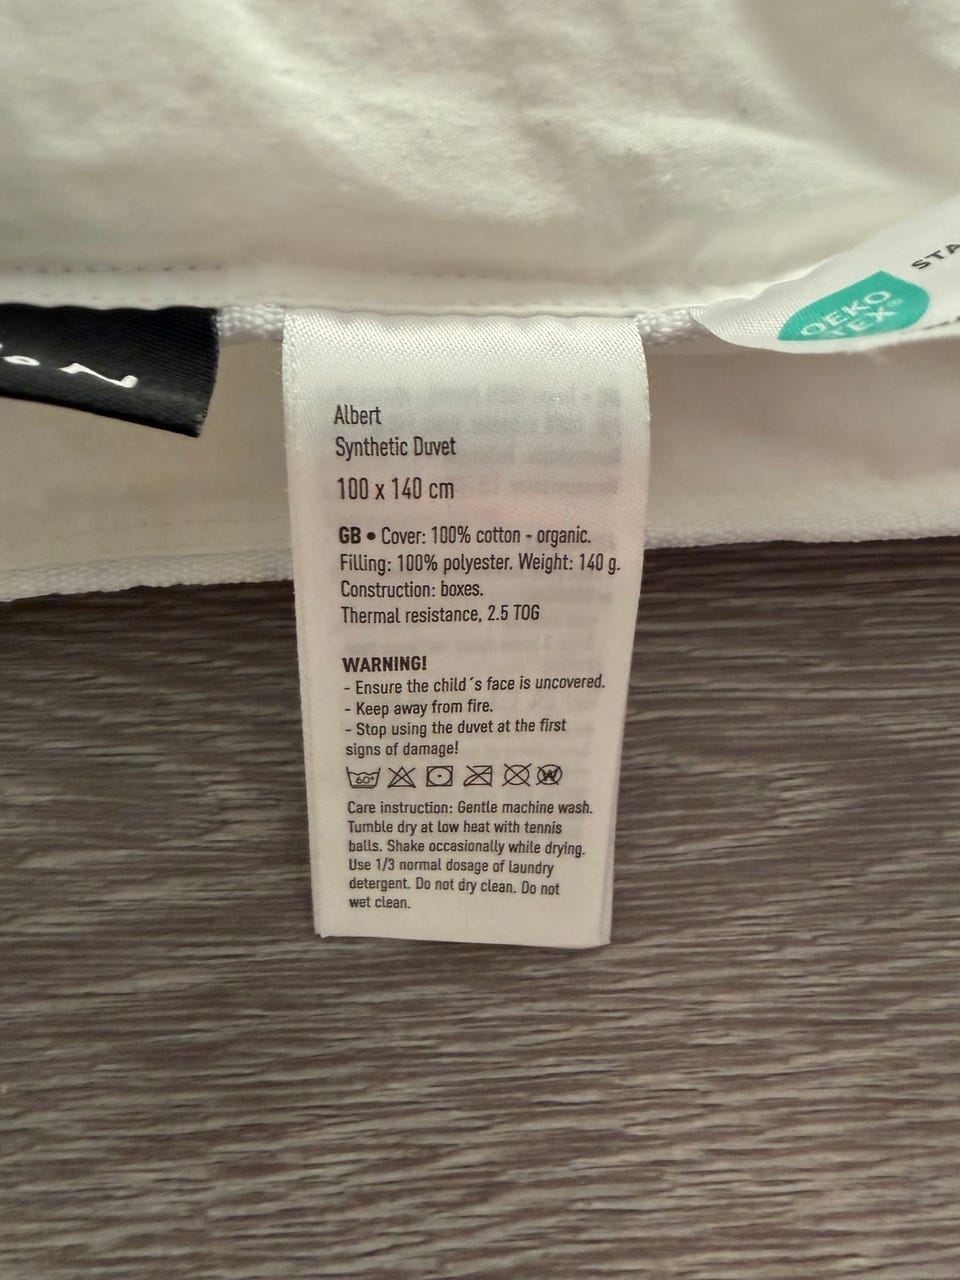 OEKO
TEX®
STA
Albert
Synthetic Duvet
100 x 140 cm
GB • Cover: 100% cotton - organic.
Filling: 100% polyester. Weight: 140 g.
Construction: boxes.
Thermal resistance, 2.5 TOG
WARNING!
- Ensure the child´s face is uncovered.
- Keep away from fire.
- Stop using the duvet at the first
signs of damage!
60° W
Care instruction: Gentle machine wash.
Tumble dry at low heat with tennis
balls. Shake occasionally while drying.
Use 1/3 normal dosage of laundry
detergent. Do not dry clean. Do not
wet clean.